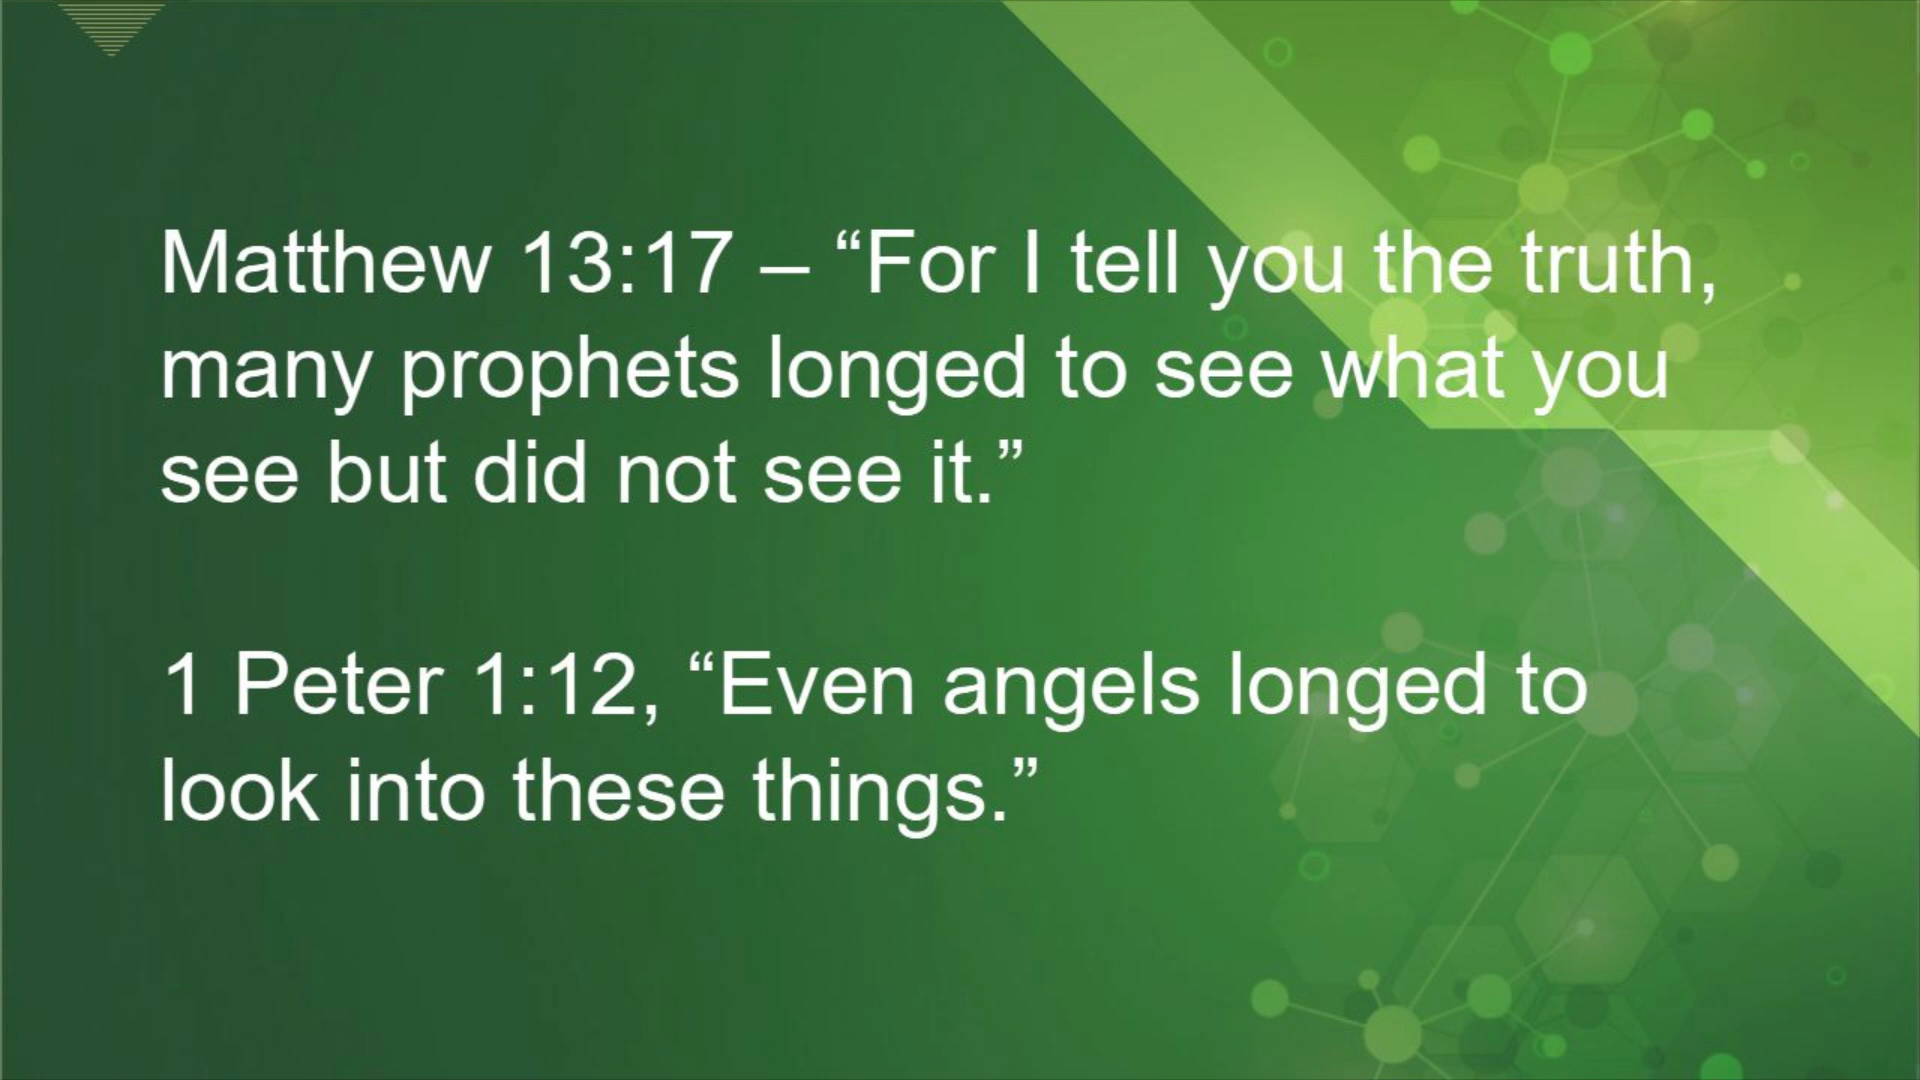 Matthew 13:17 – “For I tell you the truth,
many prophets longed to see what you
see but did not see it.”
1 Peter 1:12, “Even angels longed to
look into these things.”